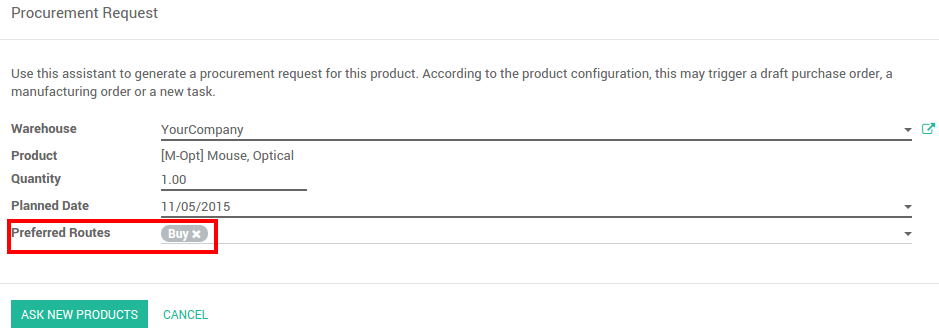 Procurement Request
Use this assistant to generate a procurement request for this product. According to the product configuration, this may trigger a draft purchase order, a
manufacturing order or a new task.
Warehouse YourCompany
Product [M-Opt] Mouse, Optical
Quantity 1.00
Planned Date 11/05/2015
Preferred Routes Buy ×
ASK NEW PRODUCTS CANCEL